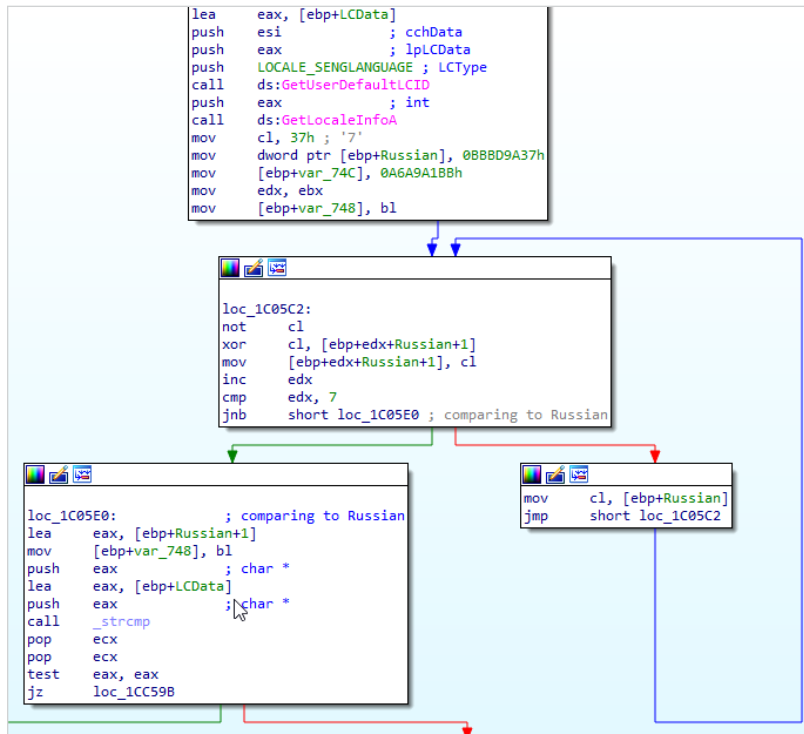 lea eax, [ebp+LCData]
push esi ; cchData
push eax ; lpLCData
push LOCALE_SENGLANGUAGE ; LCType
call ds:GetUserDefaultLCID
push eax ; int
call ds:GetLocaleInfoA
mov cl, 37h ; '7'
mov dword ptr [ebp+Russian], 0BBBD9A37h
mov [ebp+var_74C], 0A6A9A1BBh
mov edx, ebx
mov [ebp+var_748], bl
loc_1C05C2:
not cl
xor cl, [ebp+edx+Russian+1]
mov [ebp+edx+Russian+1], cl
inc edx
cmp edx, 7
jnb short loc_1C05E0 ; comparing to Russian
loc_1C05E0: ; comparing to Russian
lea eax, [ebp+Russian+1]
mov [ebp+var_748], bl
push eax ; char *
lea eax, [ebp+LCData]
push eax ; char *
call _strcmp
pop ecx
pop ecx
test eax, eax
jz loc_1CC59B
mov cl, [ebp+Russian]
jmp short loc_1C05C2